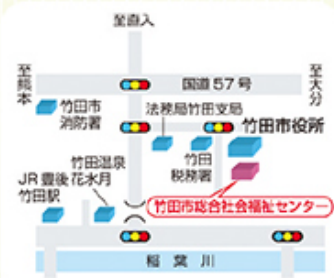 至直入
至熊本
国道57号
至大分
竹田市
消防署
法務局竹田支局
竹田市役所
竹田
税務署
竹田温泉
花水月
JR豊後
竹田駅
竹田市総合社会福祉センター
稲葉川